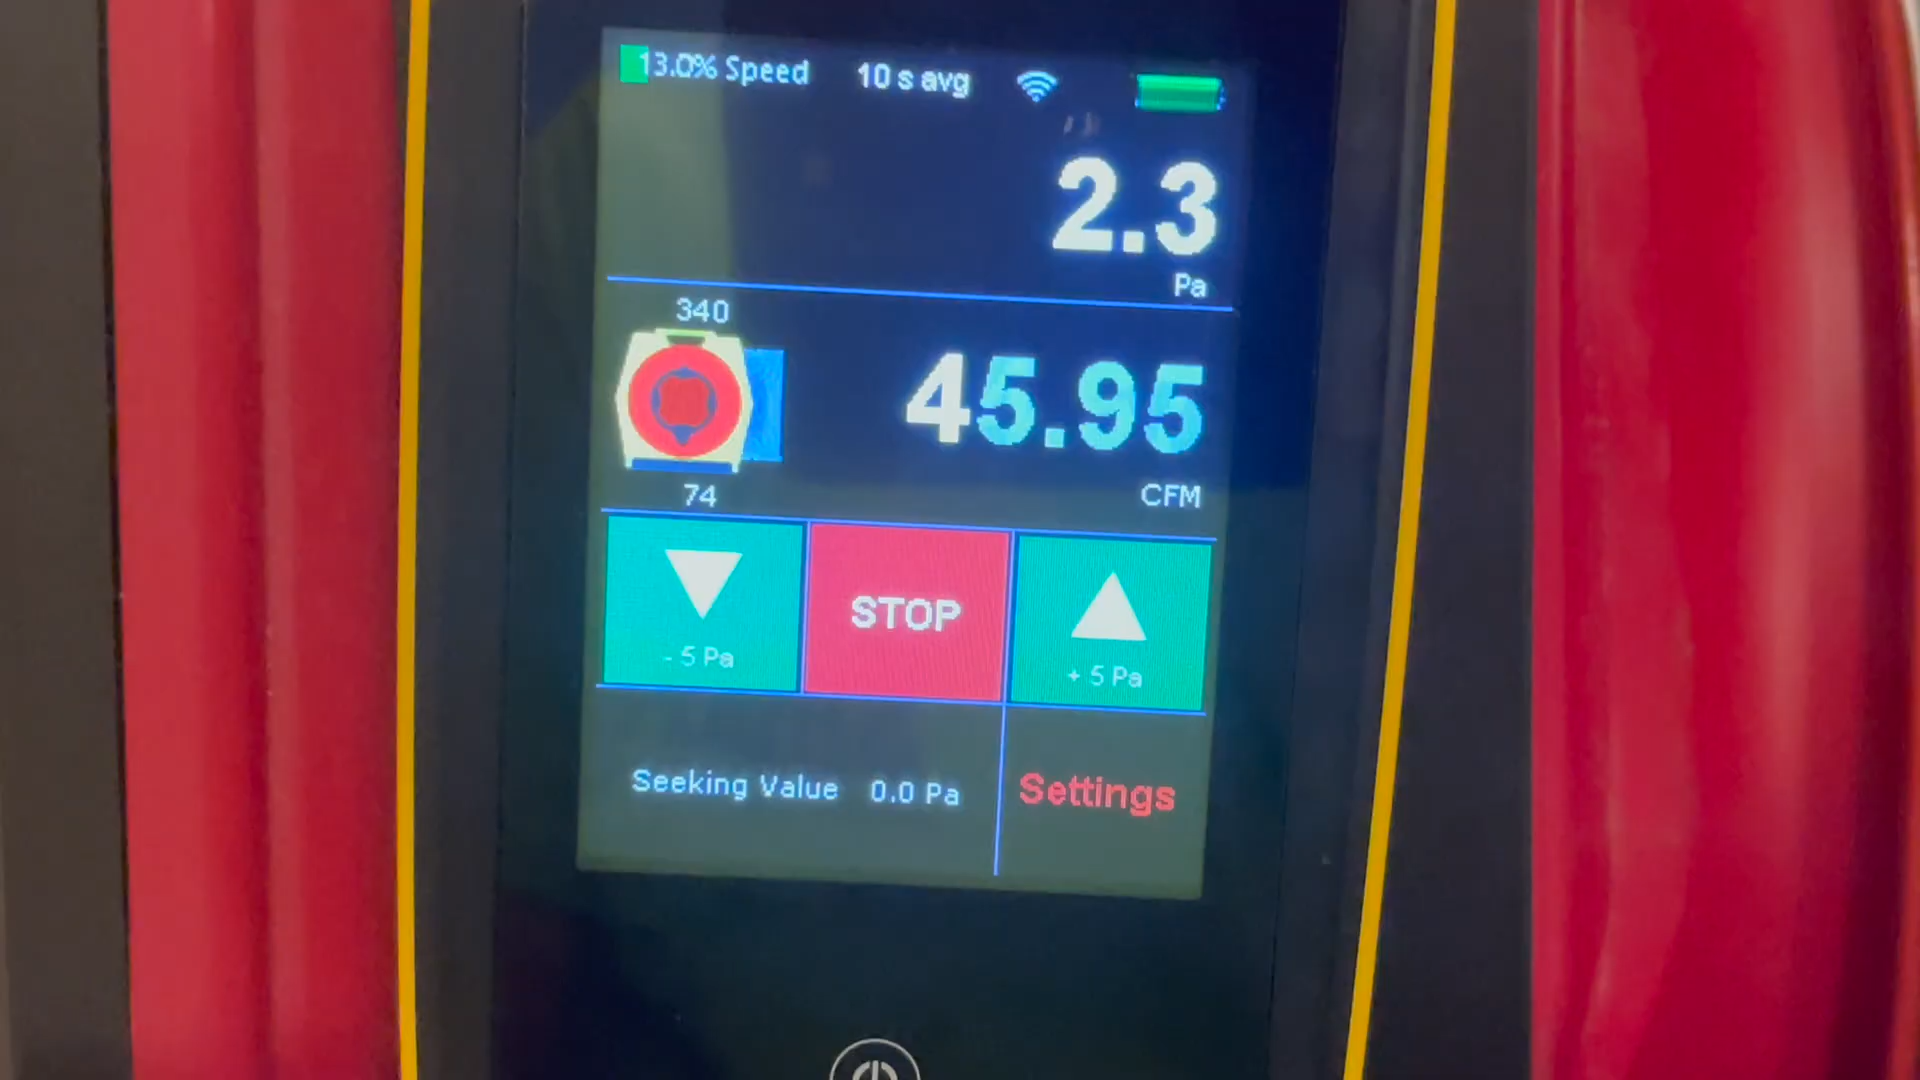 13.0% Speed 10 s avg
2.3
Pa
340
45.95
74
CFM
STOP
- 5 Pa
+ 5 Pa
Seeking Value 0.0 Pa
Settings